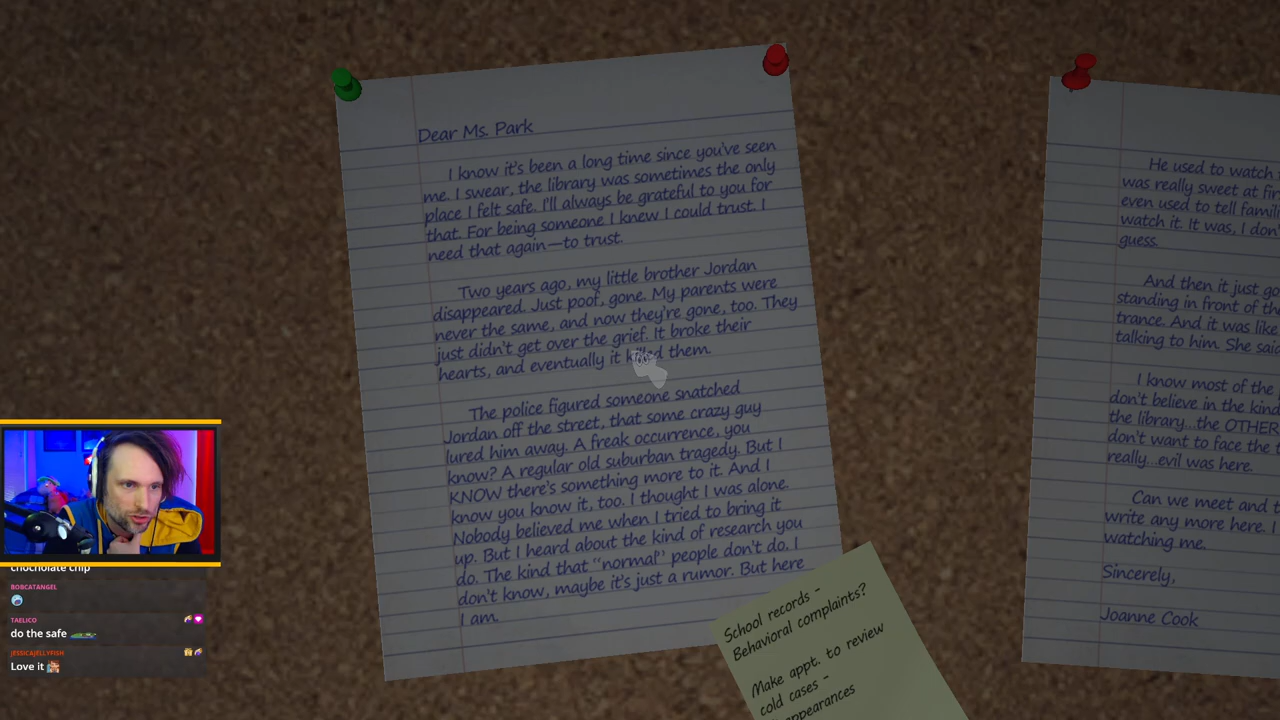 Dear Ms. Park
I know it's been a long time since you've seen
me. I swear, the library was sometimes the only
place I felt safe. I'll always be grateful to you for
that. For being someone I knew I could trust. I
need that again—to trust.
Two years ago, my little brother Jordan
disappeared. Just poof, gone. My parents were
never the same, and now they're gone, too. They
just didn't get over the grief. It broke their
hearts, and eventually it killed them.
The police figured someone snatched
Jordan off the street, that some crazy guy
lured him away. A freak occurrence, you
know? A regular old suburban tragedy. But I
KNOW there's something more to it. And I
know you know it, too. I thought I was alone.
Nobody believed me when I tried to bring it
up. But I heard about the kind of research you
do. The kind that "normal" people don't do. I
don't know, maybe it's just a rumor. But here
I am.
School records -
Behavioral complaints?
Make appt. to review
cold cases -
He used to watch
was really sweet at fir
even used to tell famil
watch it. It was, I don'
guess.
And then it just go
standing in front of th
trance. And it was like
talking to him. She said
I know most of the
don't believe in the kind
the library...the OTHER
don't want to face the
really...evil was here.
Can we meet and t
write any more here. I
watching me.
Sincerely,
Joanne Cook
chocholate chip
BOBCATANGEL
TAELICO
do the safe
JESSICAJELLYFISH
Love it